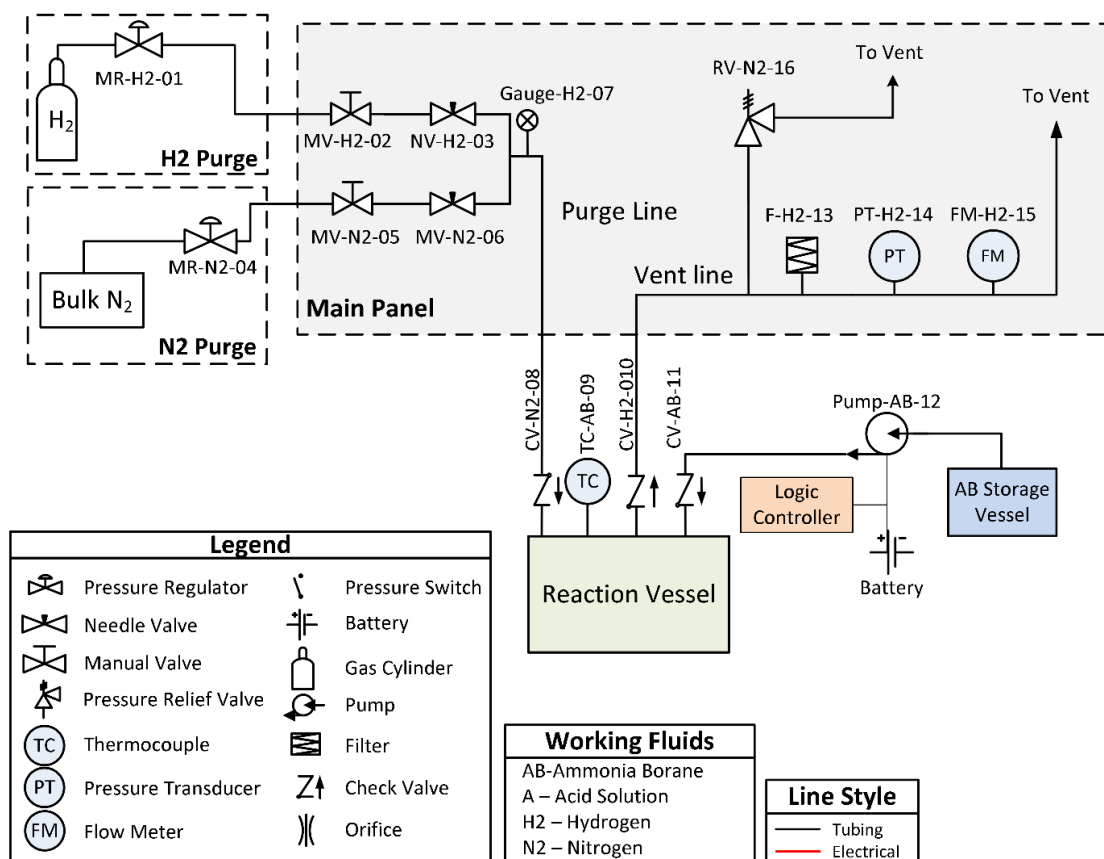 MR-H2-01
H2
H2 Purge
MV-H2-02
NV-H2-03
Gauge-H2-07
RV-N2-16
To Vent
To Vent
MR-N2-04
Bulk N2
N2 Purge
MV-N2-05
MV-N2-06
Purge Line
Main Panel
Vent line
F-H2-13
PT-H2-14
PT
FM-H2-15
FM
CV-N2-08
TC-AB-09
TC
CV-H2-010
CV-AB-11
Pump-AB-12
Logic
Controller
+ -
Battery
AB Storage
Vessel
Reaction Vessel
Legend
Pressure Regulator
Needle Valve
Manual Valve
Pressure Relief Valve
TC Thermocouple
PT Pressure Transducer
FM Flow Meter
Pressure Switch
+ - Battery
Gas Cylinder
Pump
Filter
Check Valve
Orifice
Working Fluids
AB-Ammonia Borane
A – Acid Solution
H2 – Hydrogen
N2 – Nitrogen
Line Style
Tubing
Electrical